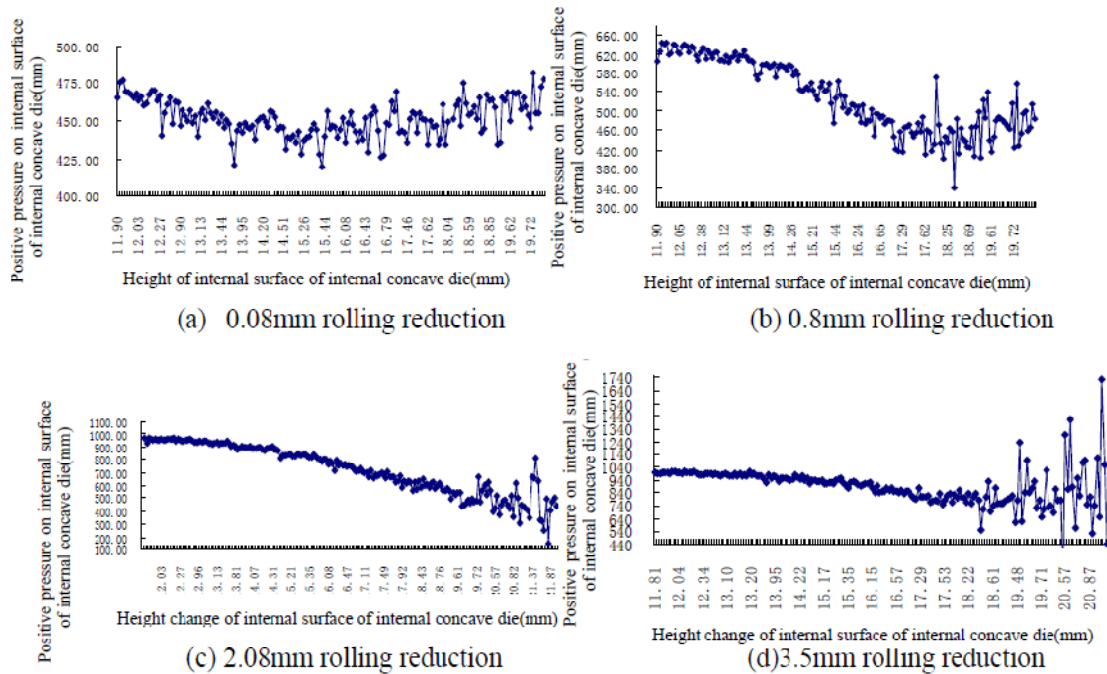 Positive pressure on internal surface
of internal concave die(mm)
500.00
475.00
450.00
425.00
400.00
11.90 12.03 12.27 12.90 13.13 13.44 13.95 14.20 14.51 15.26 15.44 16.08 16.43 16.79 17.46 17.62 18.04 18.59 18.85 19.62 19.72
Height of internal surface of internal concave die(mm)
(a) 0.08mm rolling reduction
Positive pressure on internal surface
of internal concave die(mm)
660.00
620.00
580.00
540.00
500.00
460.00
420.00
380.00
340.00
300.00
11.90 12.05 12.38 13.12 13.44 13.99 14.26 15.21 15.44 16.24 16.65 17.29 17.62 18.25 18.69 19.61 19.72
Height of internal surface of internal concave die(mm)
(b) 0.8mm rolling reduction
Positive pressure on internal surface
of internal concave die(mm)
1100.00
1000.00
900.00
800.00
700.00
600.00
500.00
400.00
300.00
200.00
100.00
2.03 2.27 2.96 3.13 3.81 4.07 4.31 5.21 5.35 6.08 6.47 7.11 7.49 7.92 8.43 8.76 9.61 9.72 10.57 10.82 11.37 11.87
Height change of internal surface of internal concave die(mm)
(c) 2.08mm rolling reduction
Positive pressure on internal surface
of internal concave die(mm)
1740
1640
1540
1440
1340
1240
1140
1040
940
840
740
640
540
440
11.81 12.04 12.34 13.10 13.20 13.95 14.22 15.17 15.35 16.15 16.57 17.29 17.53 18.22 18.61 19.48 19.71 20.57 20.87
Height change of internal surface of internal concave die(mm)
(d)3.5mm rolling reduction